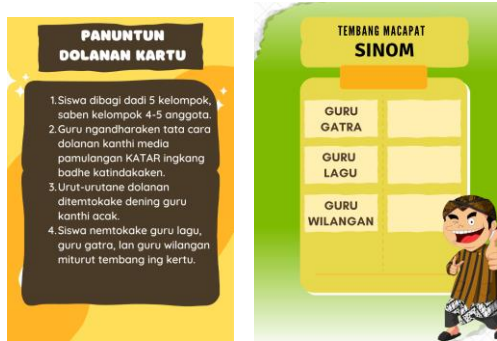 PANUNTUN
DOLANAN KARTU
1. Siswa dibagi dadi 5 kelompok,
saben kelompok 4-5 anggota.
2. Guru ngandharaken tata cara
dolanan kanthi media
pamulangan KATAR ingkang
badhe katindakaken.
3. Urut-urutane dolanan
ditemtokake dening guru
kanthi acak.
4. Siswa nemtokake guru lagu,
guru gatra, lan guru wilangan
miturut tembang ing kertu.
TEMBANG MACAPAT
SINOM
GURU
GATRA
GURU
LAGU
GURU
WILANGAN